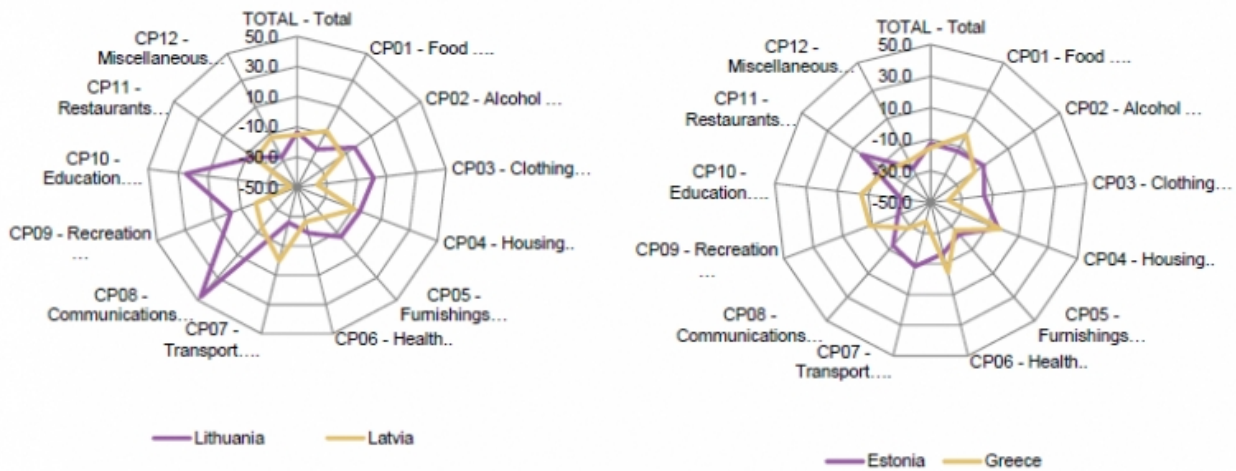 TOTAL - Total
50.0
30.0
10.0
-10.0
-30.0
-50.0
CP01 - Food ....
CP02 - Alcohol ...
CP03 - Clothing...
CP04 - Housing..
CP05 -
Furnishings...
CP06 - Health..
CP07 -
Transport....
CP08 -
Communications...
CP09 - Recreation
...
CP10 -
Education....
CP11 -
Restaurants...
CP12 -
Miscellaneous...
Lithuania
Latvia
TOTAL - Total
50.0
30.0
10.0
-10.0
-30.0
-50.0
CP01 - Food ....
CP02 - Alcohol ...
CP03 - Clothing...
CP04 - Housing..
CP05 -
Furnishings...
CP06 - Health..
CP07 -
Transport....
CP08 -
Communications...
CP09 - Recreation
...
CP10 -
Education....
CP11 -
Restaurants...
CP12 -
Miscellaneous...
Estonia
Greece